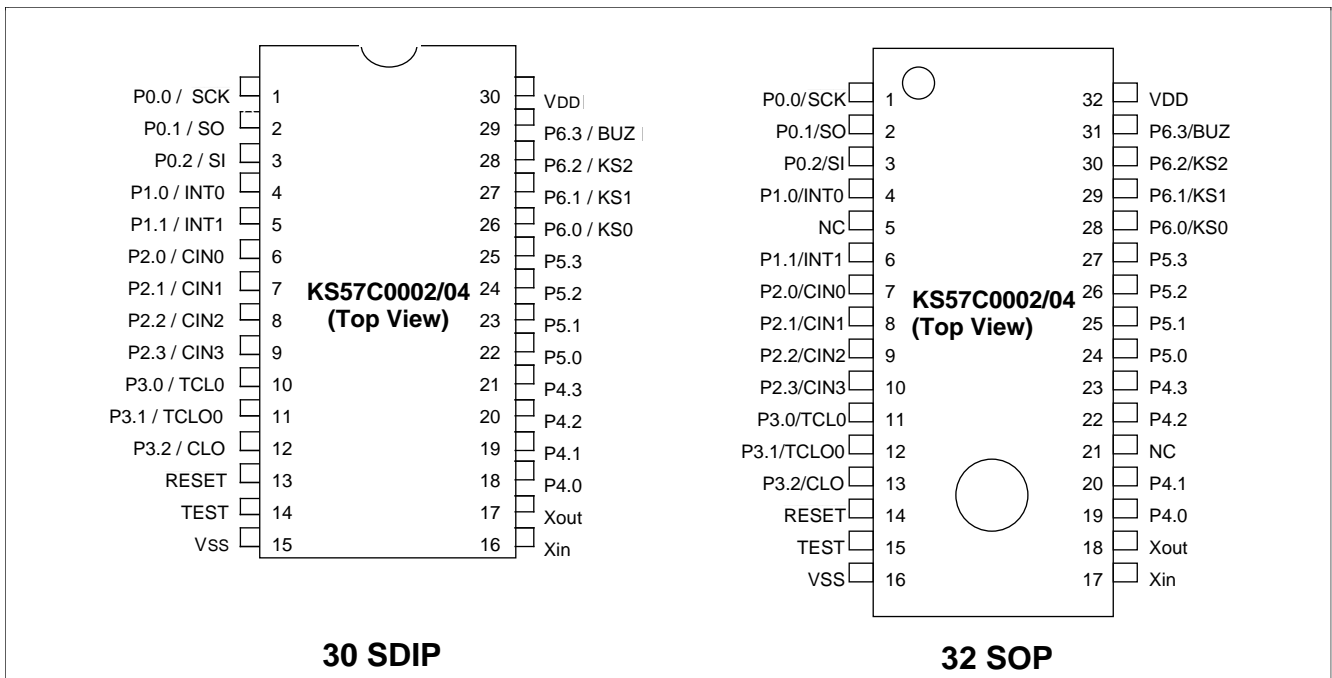 P0.0 / SCK 1 30 VDD
P0.1 / SO 2 29 P6.3 / BUZ
P0.2 / SI 3 28 P6.2 / KS2
P1.0 / INT0 4 27 P6.1 / KS1
P1.1 / INT1 5 26 P6.0 / KS0
P2.0 / CIN0 6 25 P5.3
P2.1 / CIN1 7 KS57C0002/04 24 P5.2
P2.2 / CIN2 8 (Top View) 23 P5.1
P2.3 / CIN3 9 22 P5.0
P3.0 / TCL0 10 21 P4.3
P3.1 / TCLO0 11 20 P4.2
P3.2 / CLO 12 19 P4.1
RESET 13 18 P4.0
TEST 14 17 Xout
VSS 15 16 Xin
30 SDIP
P0.0/SCK 1 32 VDD
P0.1/SO 2 31 P6.3/BUZ
P0.2/SI 3 30 P6.2/KS2
P1.0/INT0 4 29 P6.1/KS1
NC 5 28 P6.0/KS0
P1.1/INT1 6 27 P5.3
P2.0/CIN0 7 KS57C0002/04 26 P5.2
P2.1/CIN1 8 (Top View) 25 P5.1
P2.2/CIN2 9 24 P5.0
P2.3/CIN3 10 23 P4.3
P3.0/TCL0 11 22 P4.2
P3.1/TCLO0 12 21 NC
P3.2/CLO 13 20 P4.1
RESET 14 19 P4.0
TEST 15 18 Xout
VSS 16 17 Xin
32 SOP